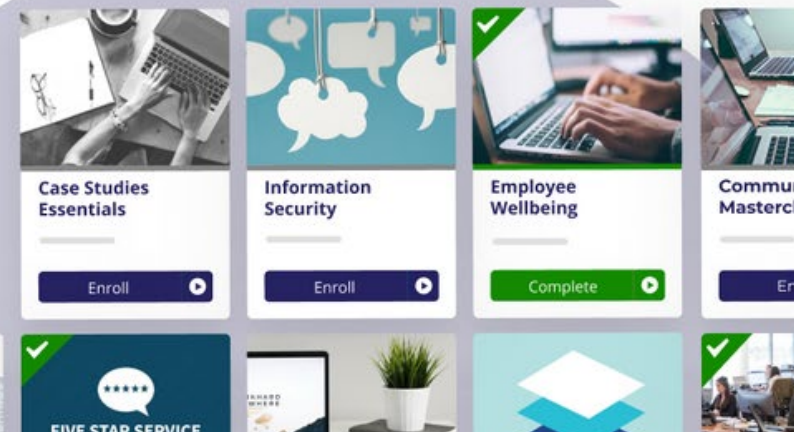 Case Studies
Essentials
Enroll
Information
Security
Enroll
Employee
Wellbeing
Complete
FIVE STAR SERVICE